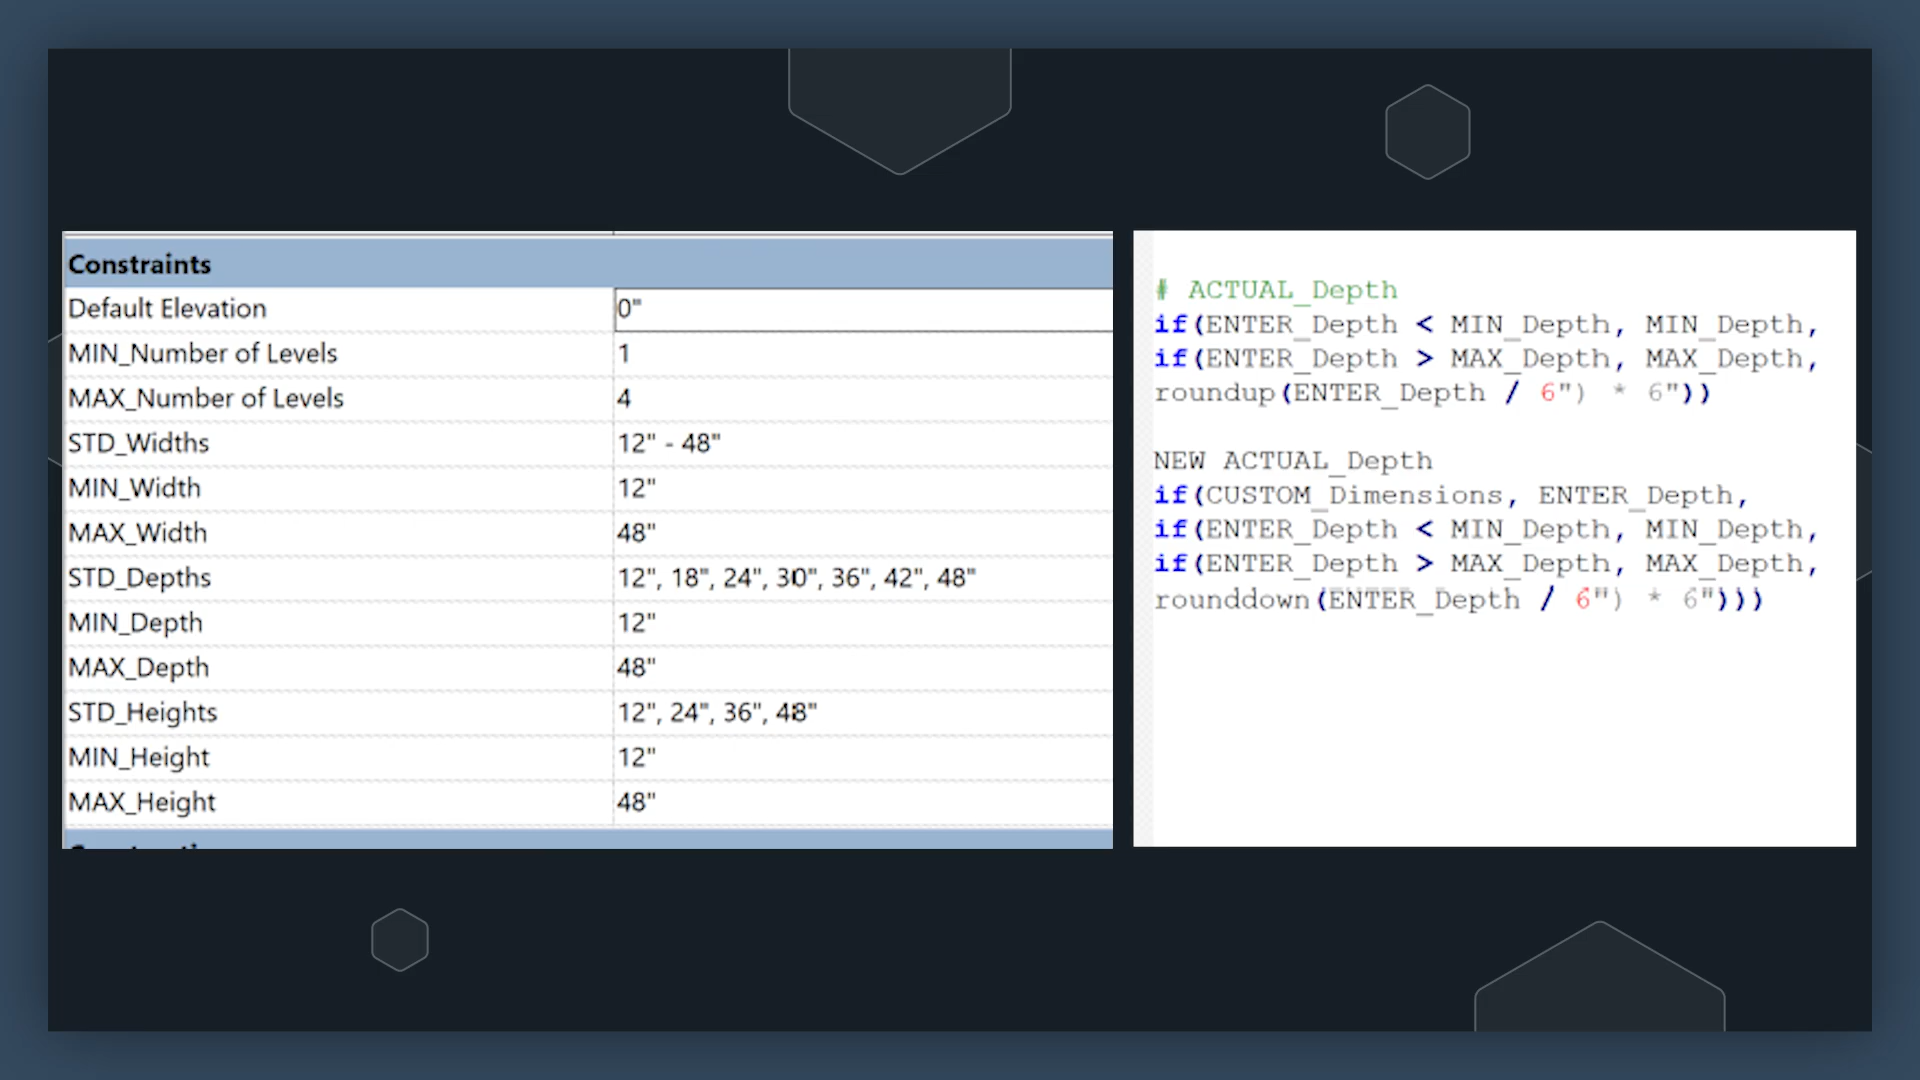 Constraints
Default Elevation 0"
MIN_Number of Levels 1
MAX_Number of Levels 4
STD_Widths 12" - 48"
MIN_Width 12"
MAX_Width 48"
STD_Depths 12", 18", 24", 30", 36", 42", 48"
MIN_Depth 12"
MAX_Depth 48"
STD_Heights 12", 24", 36", 48"
MIN_Height 12"
MAX_Height 48"
# ACTUAL_Depth
if(ENTER_Depth < MIN_Depth, MIN_Depth,
if(ENTER_Depth > MAX_Depth, MAX_Depth,
roundup(ENTER_Depth / 6") * 6"))
NEW ACTUAL_Depth
if(CUSTOM_Dimensions, ENTER_Depth,
if(ENTER_Depth < MIN_Depth, MIN_Depth,
if(ENTER_Depth > MAX_Depth, MAX_Depth,
rounddown(ENTER_Depth / 6") * 6")))